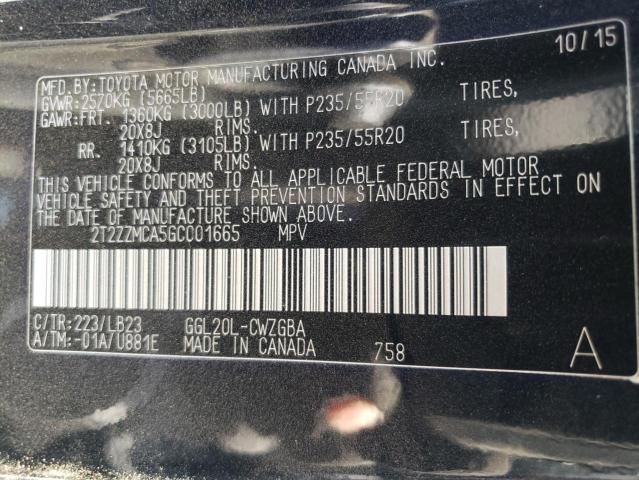 MFD.BY:TOYOTA MOTOR MANUFACTURING CANADA INC. 10/15
GVWR:2570KG (5665LB)
GAWR:FRT. 1360KG (3000LB) WITH P235/55R20 TIRES,
20X8J RIMS.
RR. 1410KG (3105LB) WITH P235/55R20 TIRES,
20X8J RIMS.
THIS VEHICLE CONFORMS TO ALL APPLICABLE FEDERAL MOTOR
VEHICLE SAFETY AND THEFT PREVENTION STANDARDS IN EFFECT ON
THE DATE OF MANUFACTURE SHOWN ABOVE.
2T2ZZMCA5GC001665 MPV
C/TR:223/LB23 GGL20L-CWZGBA
A/TM:-01A/U881E MADE IN CANADA 758 A